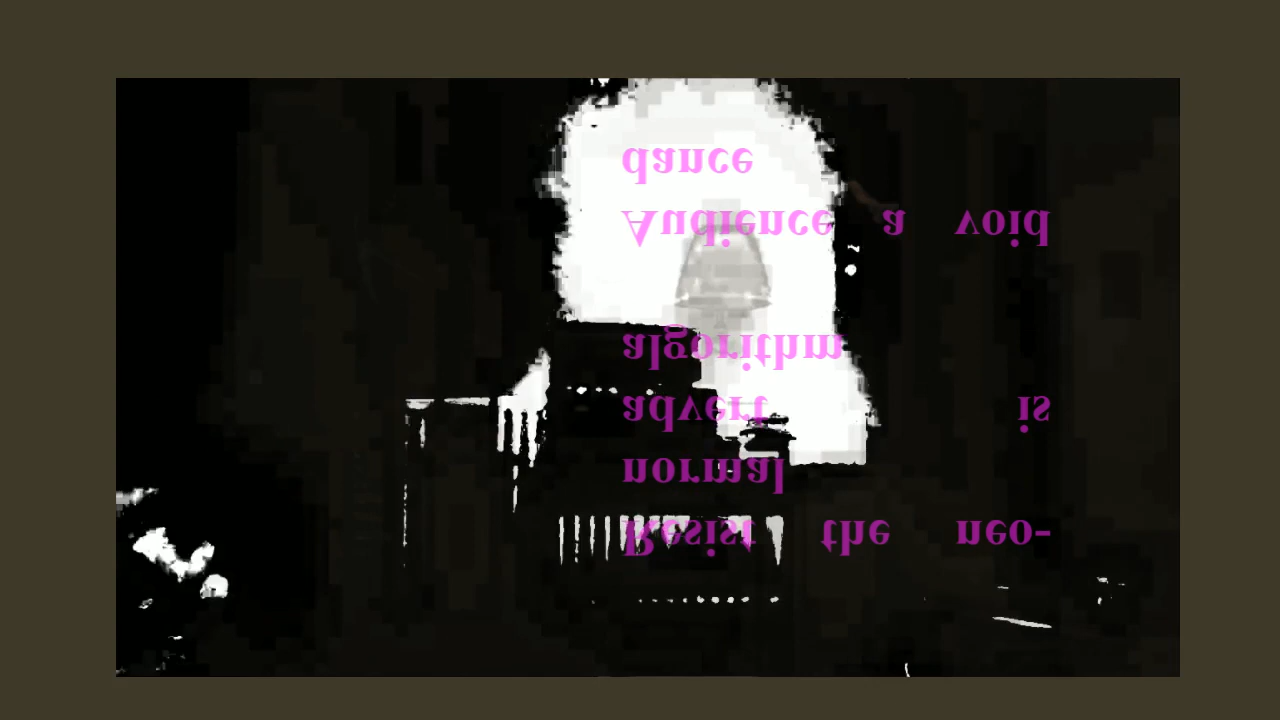 Resist the neo-
normal
advert is
algorithm
Audience a void
dance